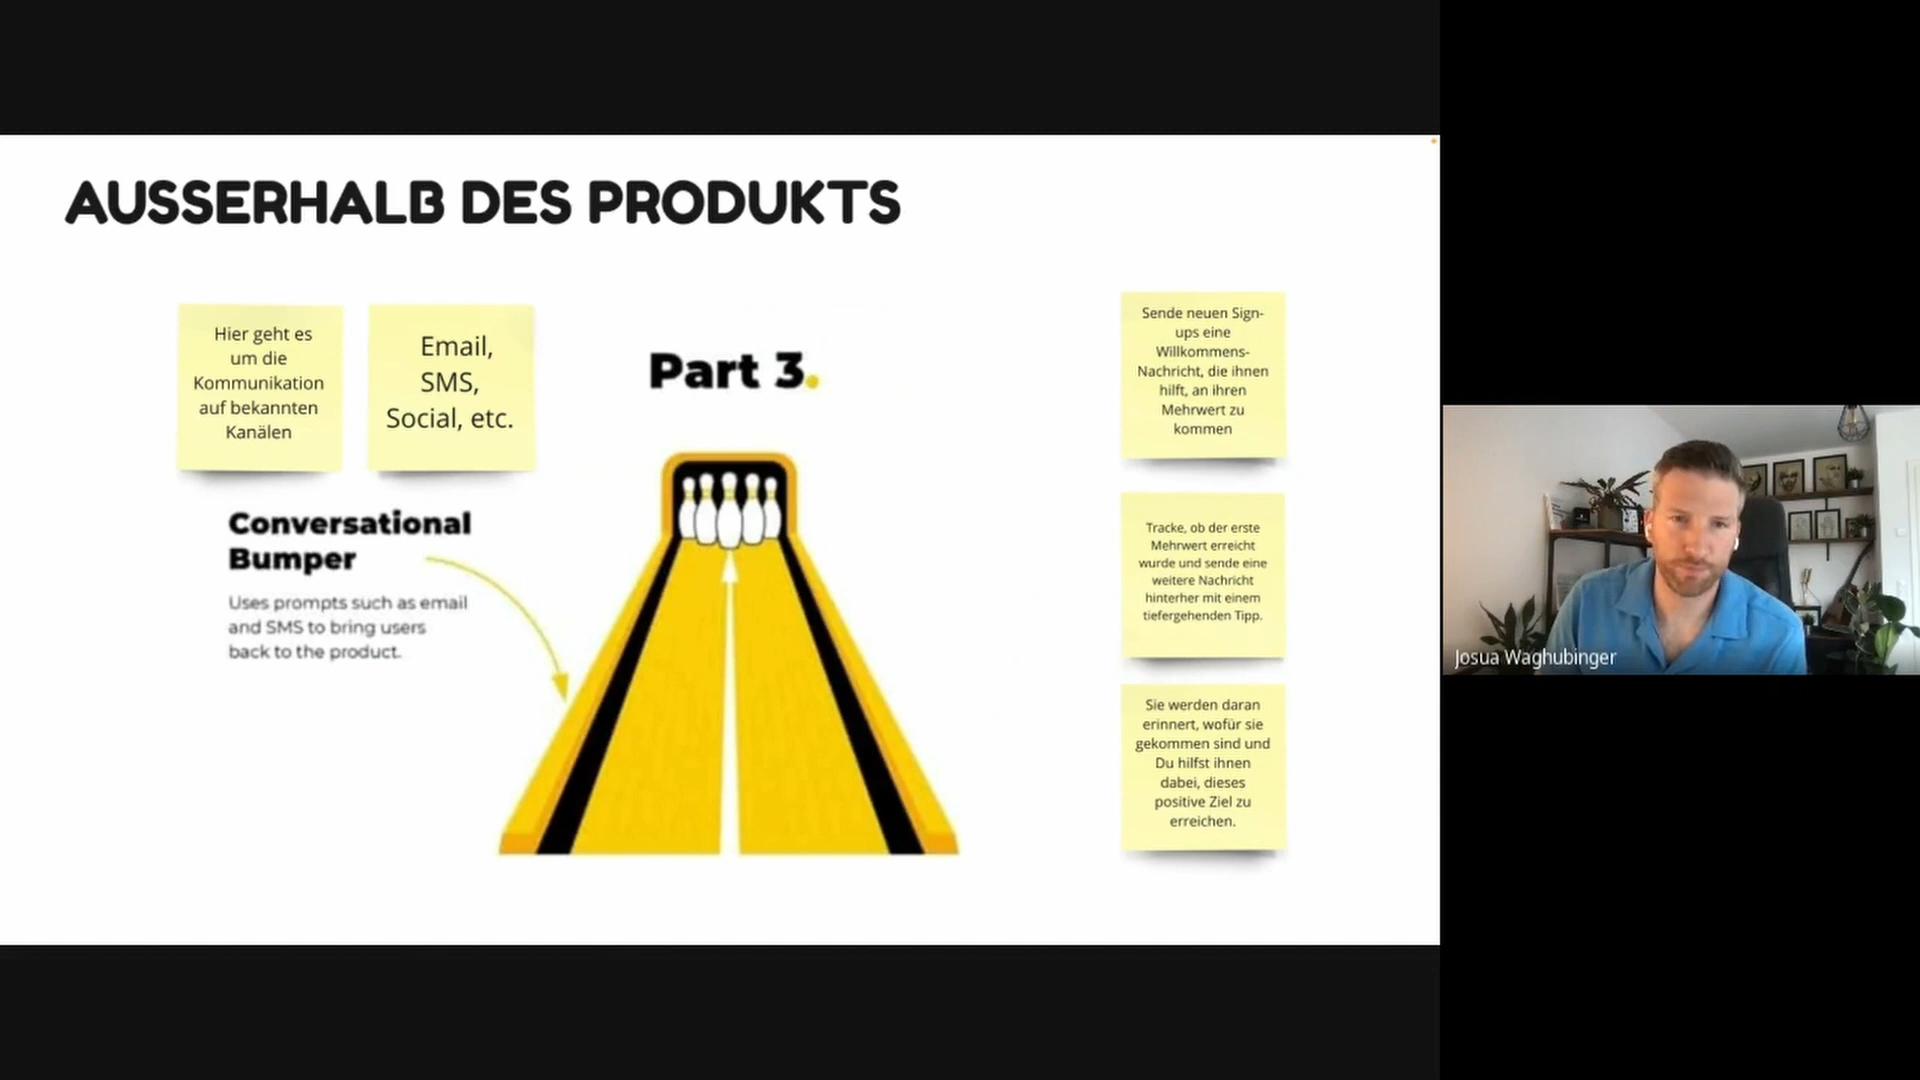 AUSSERHALB DES PRODUKTS
Hier geht es
um die
Kommunikation
auf bekannten
Kanälen
Email,
SMS,
Social, etc.
Part 3.
Conversational
Bumper
Uses prompts such as email
and SMS to bring users
back to the product.
Sende neuen Sign-
ups eine
Willkommens-
Nachricht, die ihnen
hilft, an ihren
Mehrwert zu
kommen
Tracke, ob der erste
Mehrwert erreicht
wurde und sende eine
weitere Nachricht
hinterher mit einem
tiefergehenden Tipp.
Sie werden daran
erinnert, wofür sie
gekommen sind und
Du hilfst ihnen
dabei, dieses
positive Ziel zu
erreichen.
Josua Waghubinger